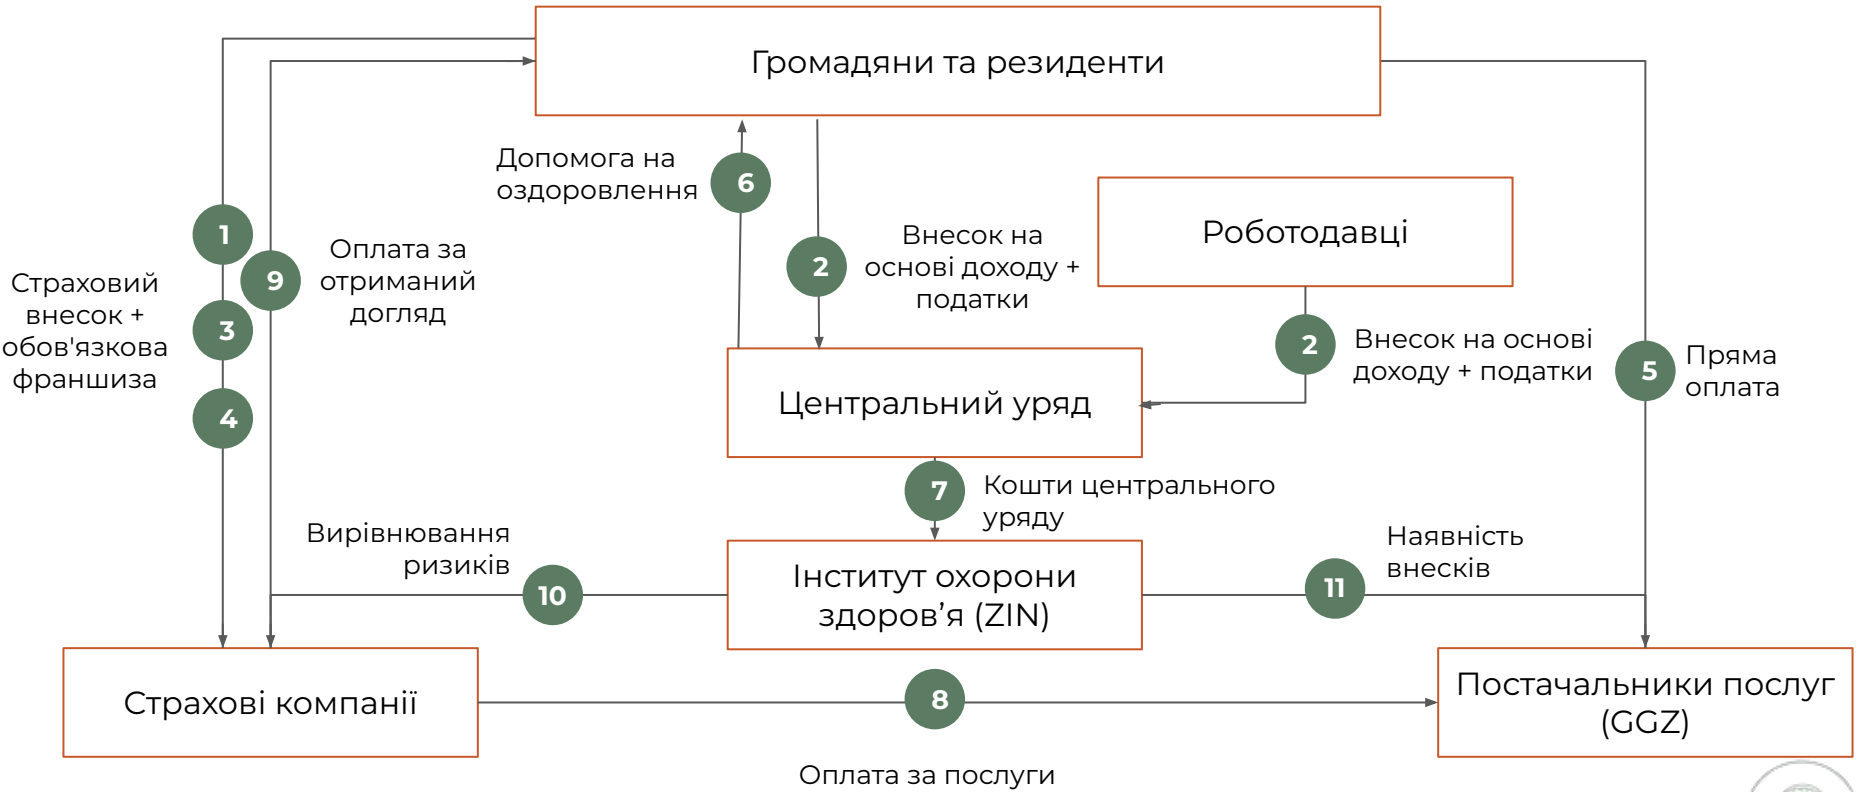 Громадяни та резиденти
Допомога на
оздоровлення
6
1
Оплата за
отриманий
догляд
9
Страховий
внесок +
обов'язкова
франшиза
3
4
2
Внесок на
основі доходу +
податки
Роботодавці
2
Внесок на основі
доходу + податки
5
Пряма
оплата
Центральний уряд
7
Кошти центрального
уряду
Вирівнювання
ризиків
10
Інститут охорони
здоров’я (ZIN)
Наявність
внесків
11
Страхові компанії
8
Оплата за послуги
Постачальники послуг
(GGZ)